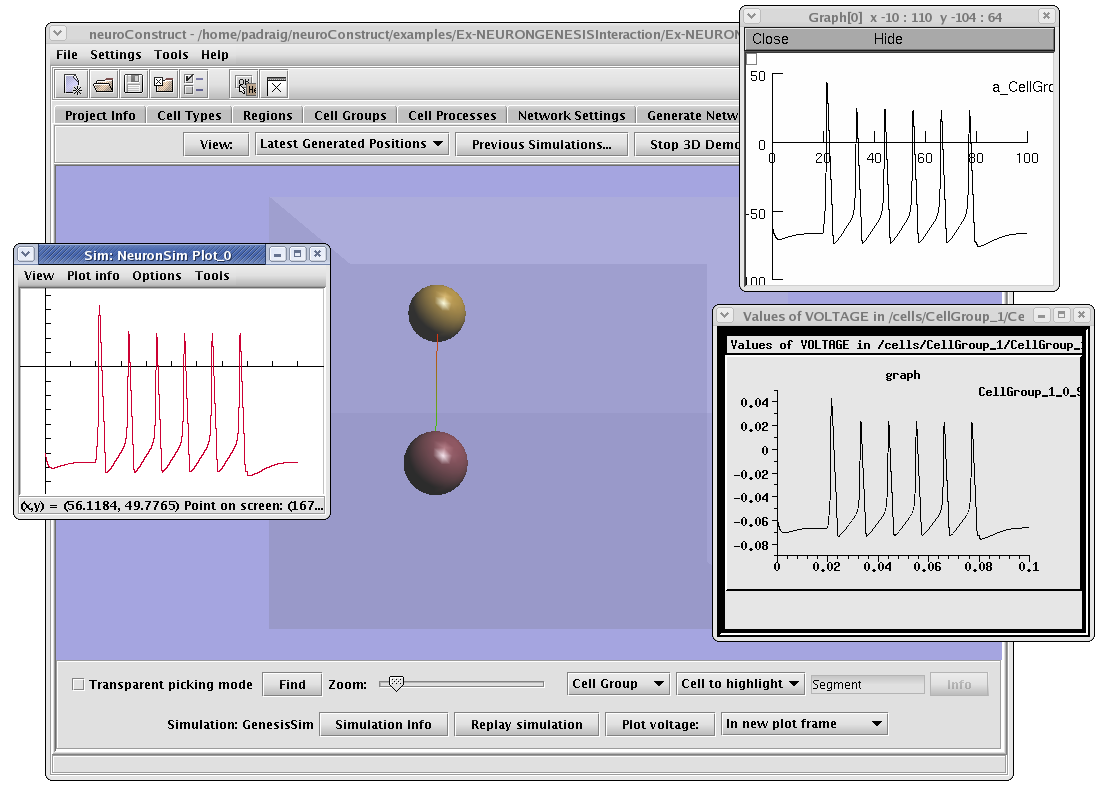 neuroConstruct - /home/padraig/neuroConstruct/examples/Ex-NEURONGENESISInteraction/Ex-NEURON
File Settings Tools Help
Project Info Cell Types Regions Cell Groups Cell Processes Network Settings Generate Netw
View: Latest Generated Positions Previous Simulations... Stop 3D Demo
Graph[0] x -10 : 110 y -104 : 64
Close Hide
50
a_CellGro
0
0 20 40 60 80 100
-50
100
Sim: NeuronSim Plot_0
View Plot info Options Tools
(x,y) = (56.1184, 49.7765) Point on screen: (167...
Values of VOLTAGE in /cells/CellGroup_1/Ce
Values of VOLTAGE in /cells/CellGroup_1/CellGroup_
graph
CellGroup_1_0_S
0.04
0.02
0
-0.02
-0.04
-0.06
-0.08
0 0.02 0.04 0.06 0.08 0.1
Transparent picking mode Find Zoom: Cell Group Cell to highlight Segment Info
Simulation: GenesisSim Simulation Info Replay simulation Plot voltage: In new plot frame